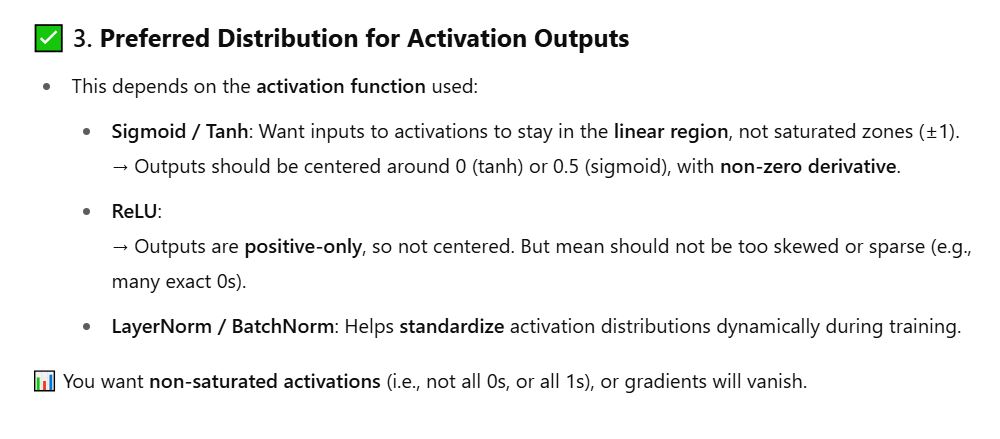 ✅ 3. Preferred Distribution for Activation Outputs
• This depends on the activation function used:
• Sigmoid / Tanh: Want inputs to activations to stay in the linear region, not saturated zones (±1).
→ Outputs should be centered around 0 (tanh) or 0.5 (sigmoid), with non-zero derivative.
• ReLU:
→ Outputs are positive-only, so not centered. But mean should not be too skewed or sparse (e.g.,
many exact 0s).
• LayerNorm / BatchNorm: Helps standardize activation distributions dynamically during training.
📊 You want non-saturated activations (i.e., not all 0s, or all 1s), or gradients will vanish.